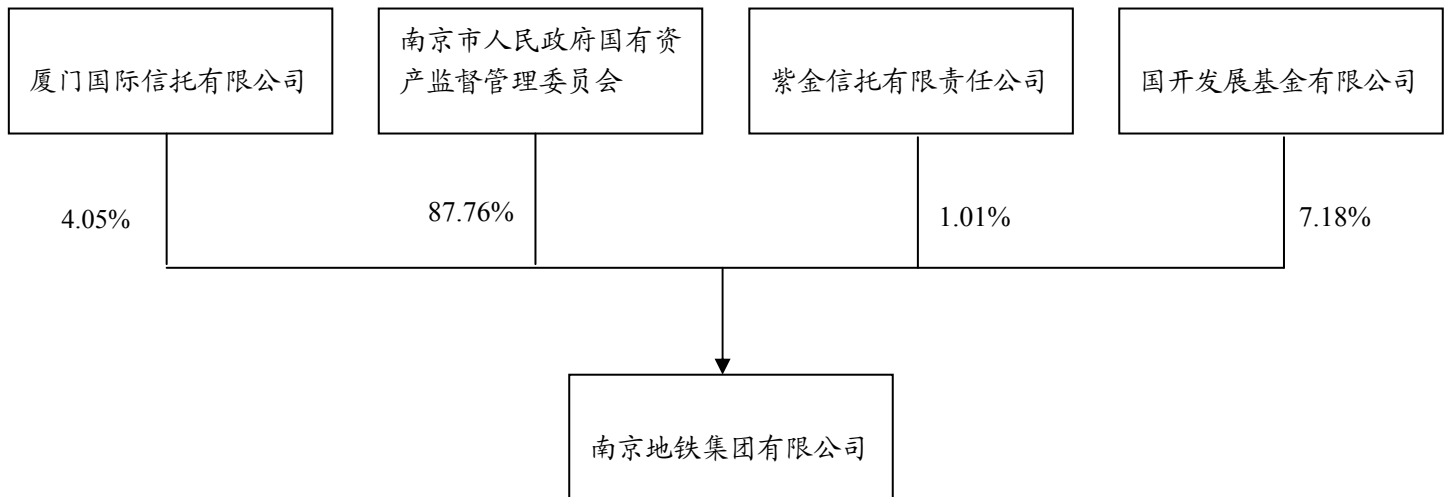 厦门国际信托有限公司
南京市人民政府国有资
产监督管理委员会
紫金信托有限责任公司
国开发展基金有限公司
4.05%
87.76%
1.01%
7.18%
南京地铁集团有限公司